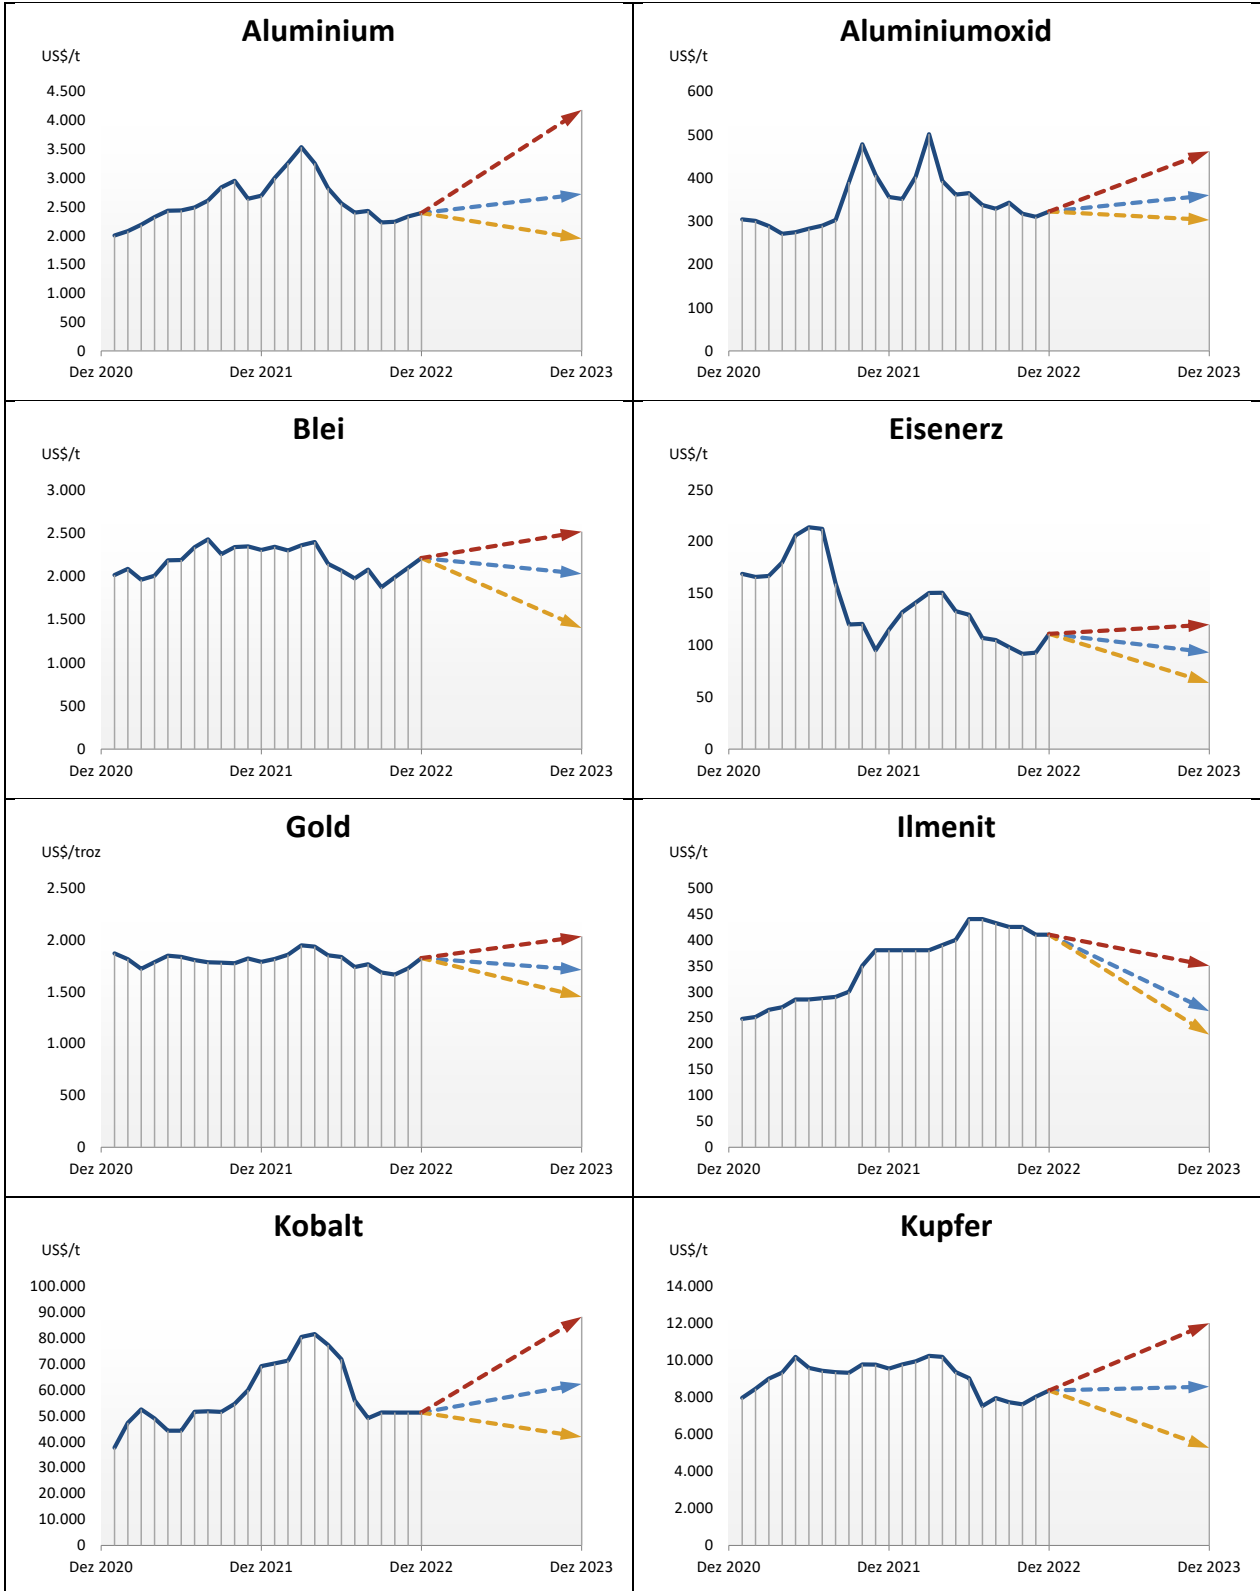 Aluminium
US$/t
4.500
4.000
3.500
3.000
2.500
2.000
1.500
1.000
500
0
Dez 2020 Dez 2021 Dez 2022 Dez 2023
Aluminiumoxid
US$/t
600
500
400
300
200
100
0
Dez 2020 Dez 2021 Dez 2022 Dez 2023
Blei
US$/t
3.000
2.500
2.000
1.500
1.000
500
0
Dez 2020 Dez 2021 Dez 2022 Dez 2023
Eisenerz
US$/t
250
200
150
100
50
0
Dez 2020 Dez 2021 Dez 2022 Dez 2023
Gold
US$/troz
2.500
2.000
1.500
1.000
500
0
Dez 2020 Dez 2021 Dez 2022 Dez 2023
Ilmenit
US$/t
500
450
400
350
300
250
200
150
100
50
0
Dez 2020 Dez 2021 Dez 2022 Dez 2023
Kobalt
US$/t
100.000
90.000
80.000
70.000
60.000
50.000
40.000
30.000
20.000
10.000
0
Dez 2020 Dez 2021 Dez 2022 Dez 2023
Kupfer
US$/t
14.000
12.000
10.000
8.000
6.000
4.000
2.000
0
Dez 2020 Dez 2021 Dez 2022 Dez 2023